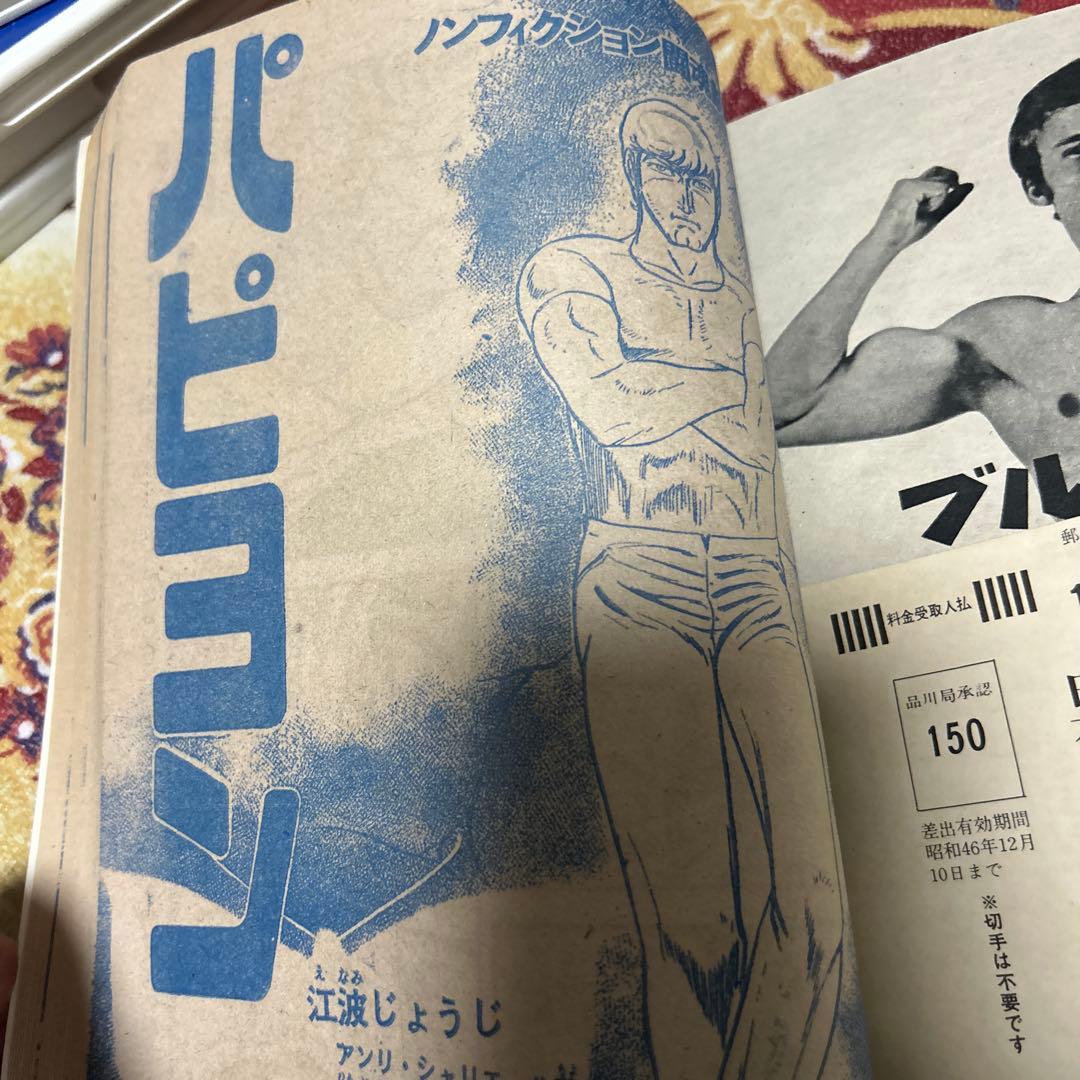 ノンフィクション
パピヨン
え なみ
江波じょうじ
アンリ・シャリエ
ブル
郵
料金受取人払
品川局承認
150
差出有効期間
昭和46年12月
10日まで
※切手は不要です